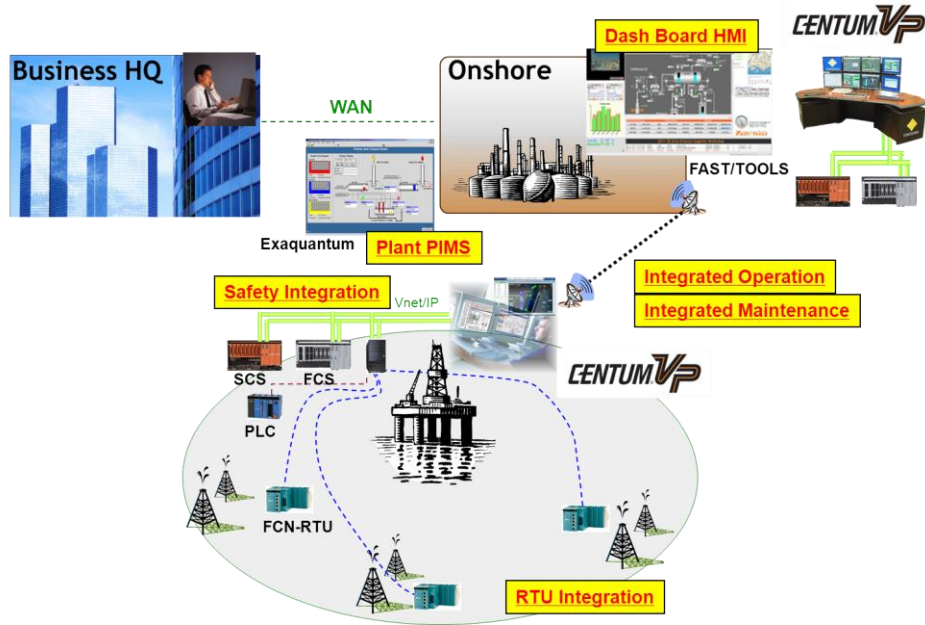 CENTUM VP
Dash Board HMI
Business HQ
Onshore
WAN
FAST/TOOLS
Exaquantum
Plant PIMS
Integrated Operation
Safety Integration
Vnet/IP
Integrated Maintenance
SCS
FCS
CENTUM VP
PLC
FCN-RTU
RTU Integration